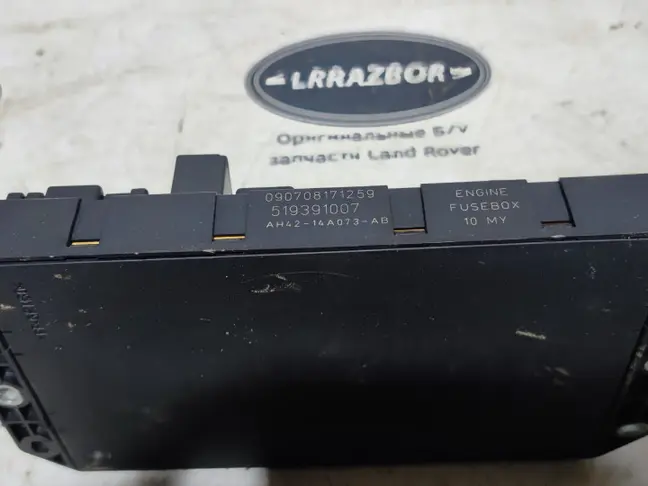 LRRAZBOR
Оригинальные Б/у
запчасти Land Rover
090708171259
519391007
AH42-14A073-AB
ENGINE
FUSEBOX
10 MY